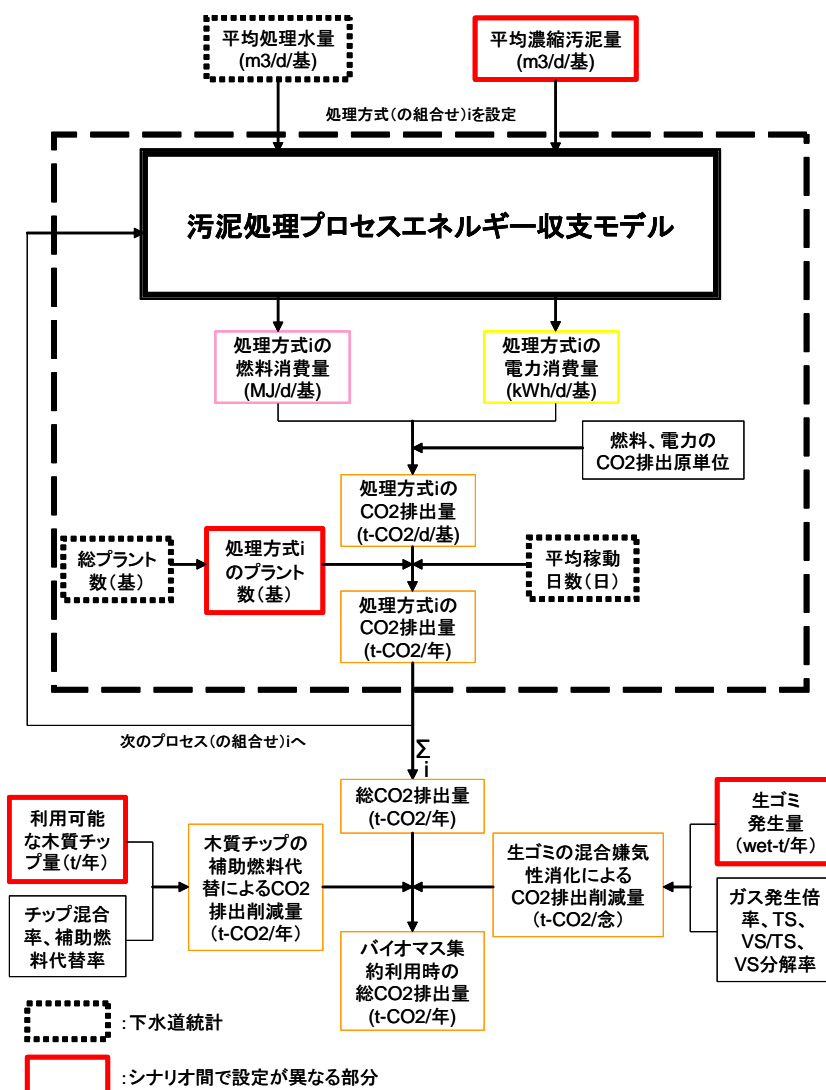 平均処理水量
(m3/d/基)
平均濃縮汚泥量
(m3/d/基)
処理方式(の組合せ)iを設定
汚泥処理プロセスエネルギー収支モデル
処理方式iの
燃料消費量
(MJ/d/基)
処理方式iの
電力消費量
(kWh/d/基)
燃料、電力の
CO2排出原単位
処理方式iの
CO2排出量
(t-CO2/d/基)
総プラント
数(基)
処理方式i
のプラント
数(基)
平均稼動
日数(日)
処理方式iの
CO2排出量
(t-CO2/年)
次のプロセス(の組合せ)iへ
Σ
i
総CO2排出量
(t-CO2/年)
利用可能
な木質チッ
プ量(t/年)
チップ混合
率、補助燃
料代替率
木質チップの
補助燃料代
替によるCO2
排出削減量
(t-CO2/年)
生ゴミの混合嫌気
性消化による
CO2排出削減量
(t-CO2/念)
生ゴミ
発生量
(wet-t/年)
ガス発生倍
率、TS、
VS/TS、
VS分解率
バイオマス集
約利用時の
総CO2排出量
(t-CO2/年)
:下水道統計
:シナリオ間で設定が異なる部分